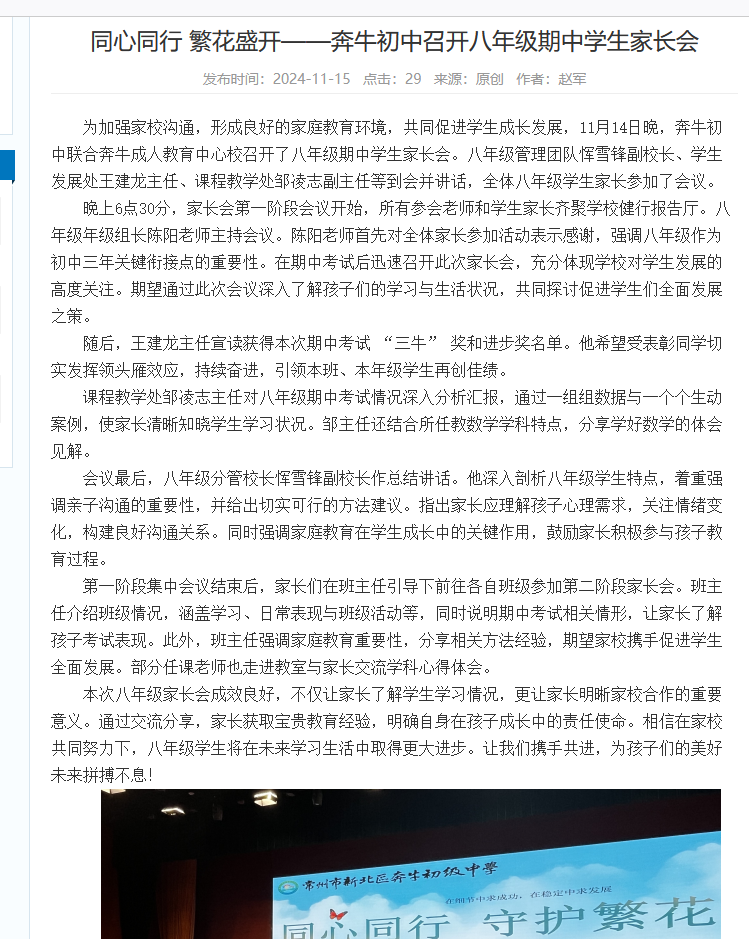 同心同行 繁花盛开——奔牛初中召开八年级期中学生家长会
发布时间：2024-11-15 点击：29 来源：原创 作者：赵军
为加强家校沟通，形成良好的家庭教育环境，共同促进学生成长发展，11月14日晚，奔牛初
中联合奔牛成人教育中心校召开了八年级期中学生家长会。八年级管理团队恽雪锋副校长、学生
发展处王建龙主任、课程教学处邹凌志副主任等到会并讲话，全体八年级学生家长参加了会议。
晚上6点30分，家长会第一阶段会议开始，所有参会老师和学生家长齐聚学校健行报告厅。八
年级年级组长陈阳老师主持会议。陈阳老师首先对全体家长参加活动表示感谢，强调八年级作为
初中三年关键衔接点的重要性。在期中考试后迅速召开此次家长会，充分体现学校对学生发展的
高度关注。期望通过此次会议深入了解孩子们的学习与生活状况，共同探讨促进学生们全面发展
之策。
随后，王建龙主任宣读获得本次期中考试 “三牛” 奖和进步奖名单。他希望受表彰同学切
实发挥领头雁效应，持续奋进，引领本班、本年级学生再创佳绩。
课程教学处邹凌志主任对八年级期中考试情况深入分析汇报，通过一组组数据与一个个生动
案例，使家长清晰知晓学生学习状况。邹主任还结合所任教数学学科特点，分享学好数学的体会
见解。
会议最后，八年级分管校长恽雪锋副校长作总结讲话。他深入剖析八年级学生特点，着重强
调亲子沟通的重要性，并给出切实可行的方法建议。指出家长应理解孩子心理需求，关注情绪变
化，构建良好沟通关系。同时强调家庭教育在学生成长中的关键作用，鼓励家长积极参与孩子教
育过程。
第一阶段集中会议结束后，家长们在班主任引导下前往各自班级参加第二阶段家长会。班主
任介绍班级情况，涵盖学习、日常表现与班级活动等，同时说明期中考试相关情形，让家长了解
孩子考试表现。此外，班主任强调家庭教育重要性，分享相关方法经验，期望家校携手促进学生
全面发展。部分任课老师也走进教室与家长交流学科心得体会。
本次八年级家长会成效良好，不仅让家长了解学生学习情况，更让家长明晰家校合作的重要
意义。通过交流分享，家长获取宝贵教育经验，明确自身在孩子成长中的责任使命。相信在家校
共同努力下，八年级学生将在未来学习生活中取得更大进步。让我们携手共进，为孩子们的美好
未来拼搏不息！
常州市新北区奔牛初级中学
在细节中求成功，在稳定中求发展
同心同行 守护繁花